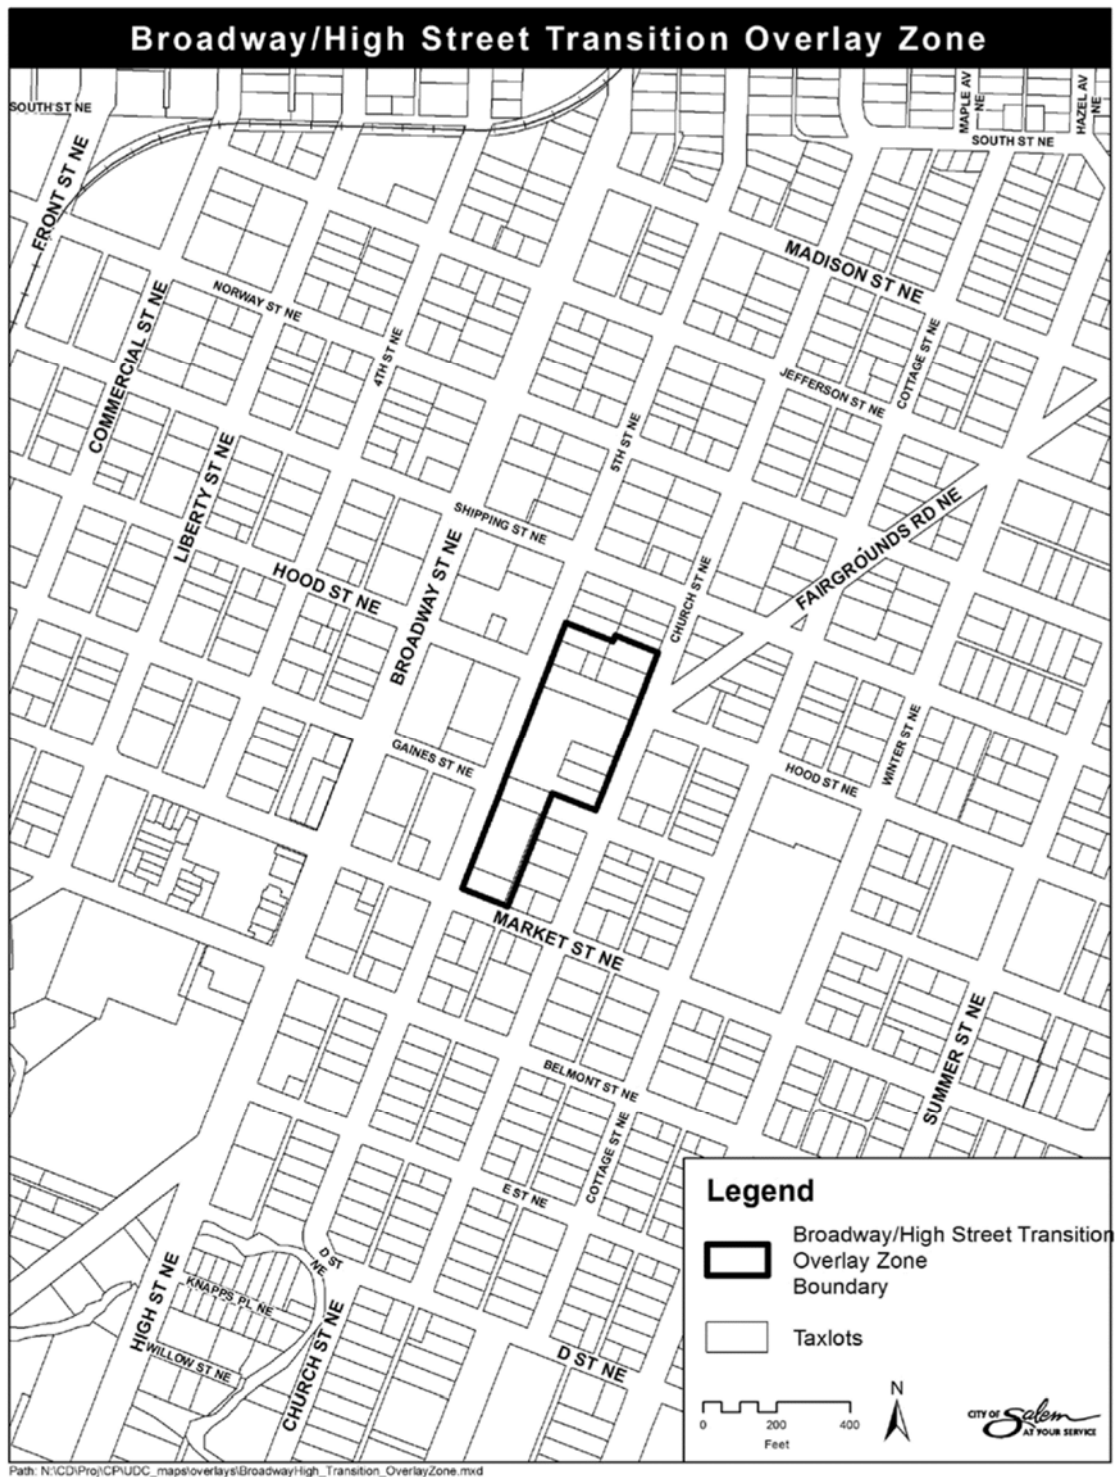 Broadway/High Street Transition Overlay Zone
SOUTH ST NE
MAPLE AV NE
HAZEL AV NE
SOUTH ST NE
FRONT ST NE
MADISON ST NE
NORWAY ST NE
COMMERCIAL ST NE
4TH ST NE
COTTAGE ST NE
JEFFERSON ST NE
LIBERTY ST NE
5TH ST NE
SHIPPING ST NE
FAIRGROUNDS RD NE
HOOD ST NE
BROADWAY ST NE
CHURCH ST NE
GAINES ST NE
WINTER ST NE
HOOD ST NE
MARKET ST NE
BELMONT ST NE
SUMMER ST NE
COTTAGE ST NE
E ST NE
D ST NE
KNAPPS PL NE
HIGH ST NE
WILLOW ST NE
CHURCH ST NE
D ST NE
Legend
Broadway/High Street Transition
Overlay Zone
Boundary
Taxlots
N
0 200 400
Feet
CITY OF Salem
AT YOUR SERVICE
Path: N:\CD\Proj\CP\UDC_maps\overlays\BroadwayHigh_Transition_OverlayZone.mxd